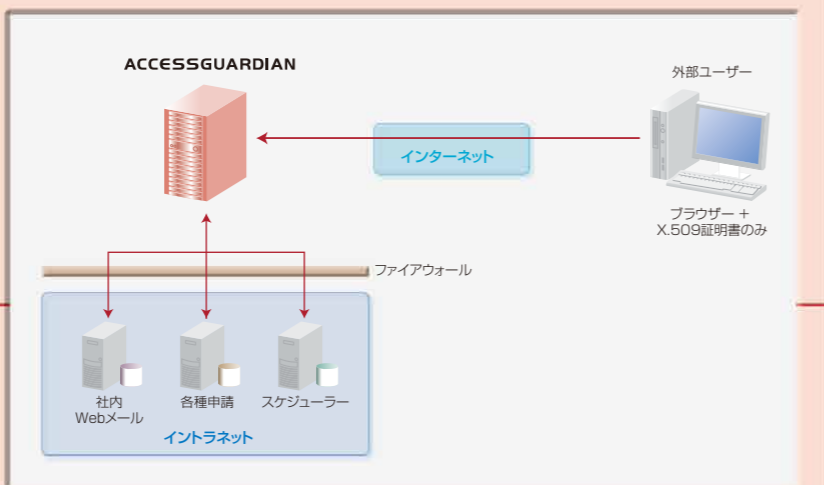 ACCESSGUARDIAN
外部ユーザー
インターネット
ブラウザー +
X.509証明書のみ
ファイアウォール
社内
Webメール
各種申請
スケジューラー
イントラネット